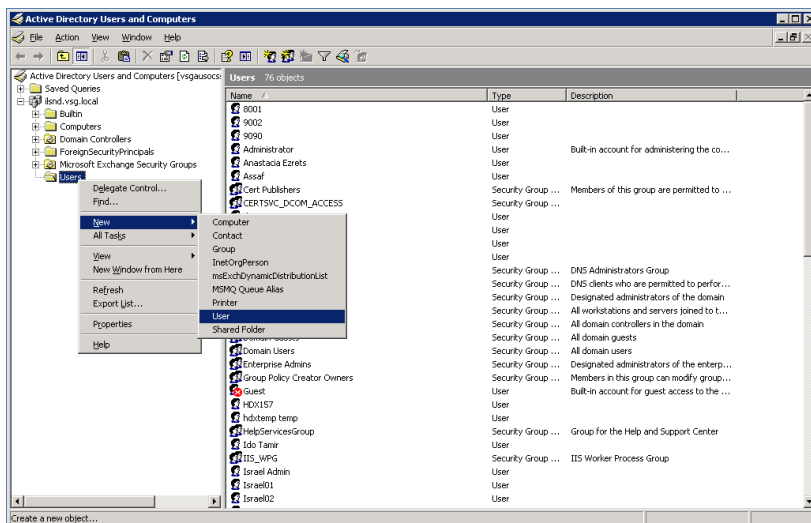 Active Directory Users and Computers
File Action View Window Help
Active Directory Users and Computers [vsgausocs:
Saved Queries
ilsnd.vsg.local
Builtin
Computers
Domain Controllers
ForeignSecurityPrincipals
Microsoft Exchange Security Groups
Users
Delegate Control...
Find...
New
All Tasks
View
New Window from Here
Refresh
Export List...
Properties
Help
Computer
Contact
Group
InetOrgPerson
msExchDynamicDistributionList
MSMQ Queue Alias
Printer
User
Shared Folder
Users 76 objects
Name Type Description
8001 User
9002 User
9090 User
Administrator User Built-in account for administering the co...
Anastacia Ezrets User
Assaf User
Cert Publishers Security Group ... Members of this group are permitted to ...
CERTSVC_DCOM_ACCESS Security Group ...
User
User
User
User
Security Group ... DNS Administrators Group
Security Group ... DNS clients who are permitted to perfor...
Security Group ... Designated administrators of the domain
Security Group ... All workstations and servers joined to t...
Security Group ... All domain controllers in the domain
Domain Guests Security Group ... All domain guests
Domain Users Security Group ... All domain users
Enterprise Admins Security Group ... Designated administrators of the enterp...
Group Policy Creator Owners Security Group ... Members in this group can modify group...
Guest User Built-in account for guest access to the ...
HDX157 User
hdxtemp temp User
HelpServicesGroup Security Group ... Group for the Help and Support Center
Ido Tamir User
IIS_WPG Security Group ... IIS Worker Process Group
Israel Admin User
Israel01 User
Israel02 User
Create a new object...